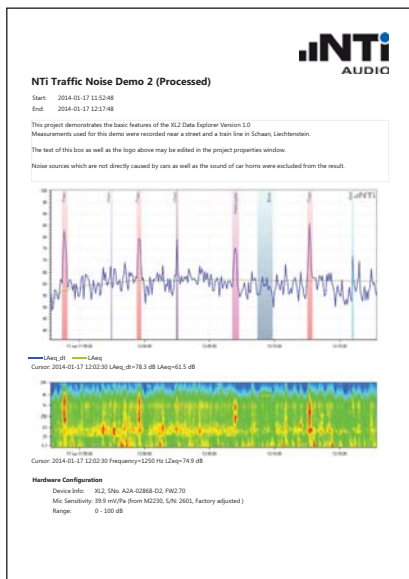 NTi
AUDIO
NTi Traffic Noise Demo 2 (Processed)
Start: 2014-01-17 11:52:48
End: 2014-01-17 12:17:48
This project demonstrates the basic features of the XL2 Data Explorer Version 1.0
Measurements used for this demo were recorded near a street and a train line in Schaan, Liechtenstein.
The text of this box as well as the logo above may be edited in the project properties window.
Noise sources which are not directly caused by cars as well as the sound of car horns were excluded from the result.
NTi
LAeq_dt LAeq
Cursor: 2014-01-17 12:02:30 LAeq_dt=78.3 dB LAeq=61.5 dB
Cursor: 2014-01-17 12:02:30 Frequency=1250 Hz LZeq=74.9 dB
Hardware Configuration
Device Info: XL2, SNo. A2A-02868-D2, FW2.70
Mic Sensitivity: 39.9 mV/Pa (from M2230, S/N: 2601, Factory adjusted )
Range: 0 - 100 dB